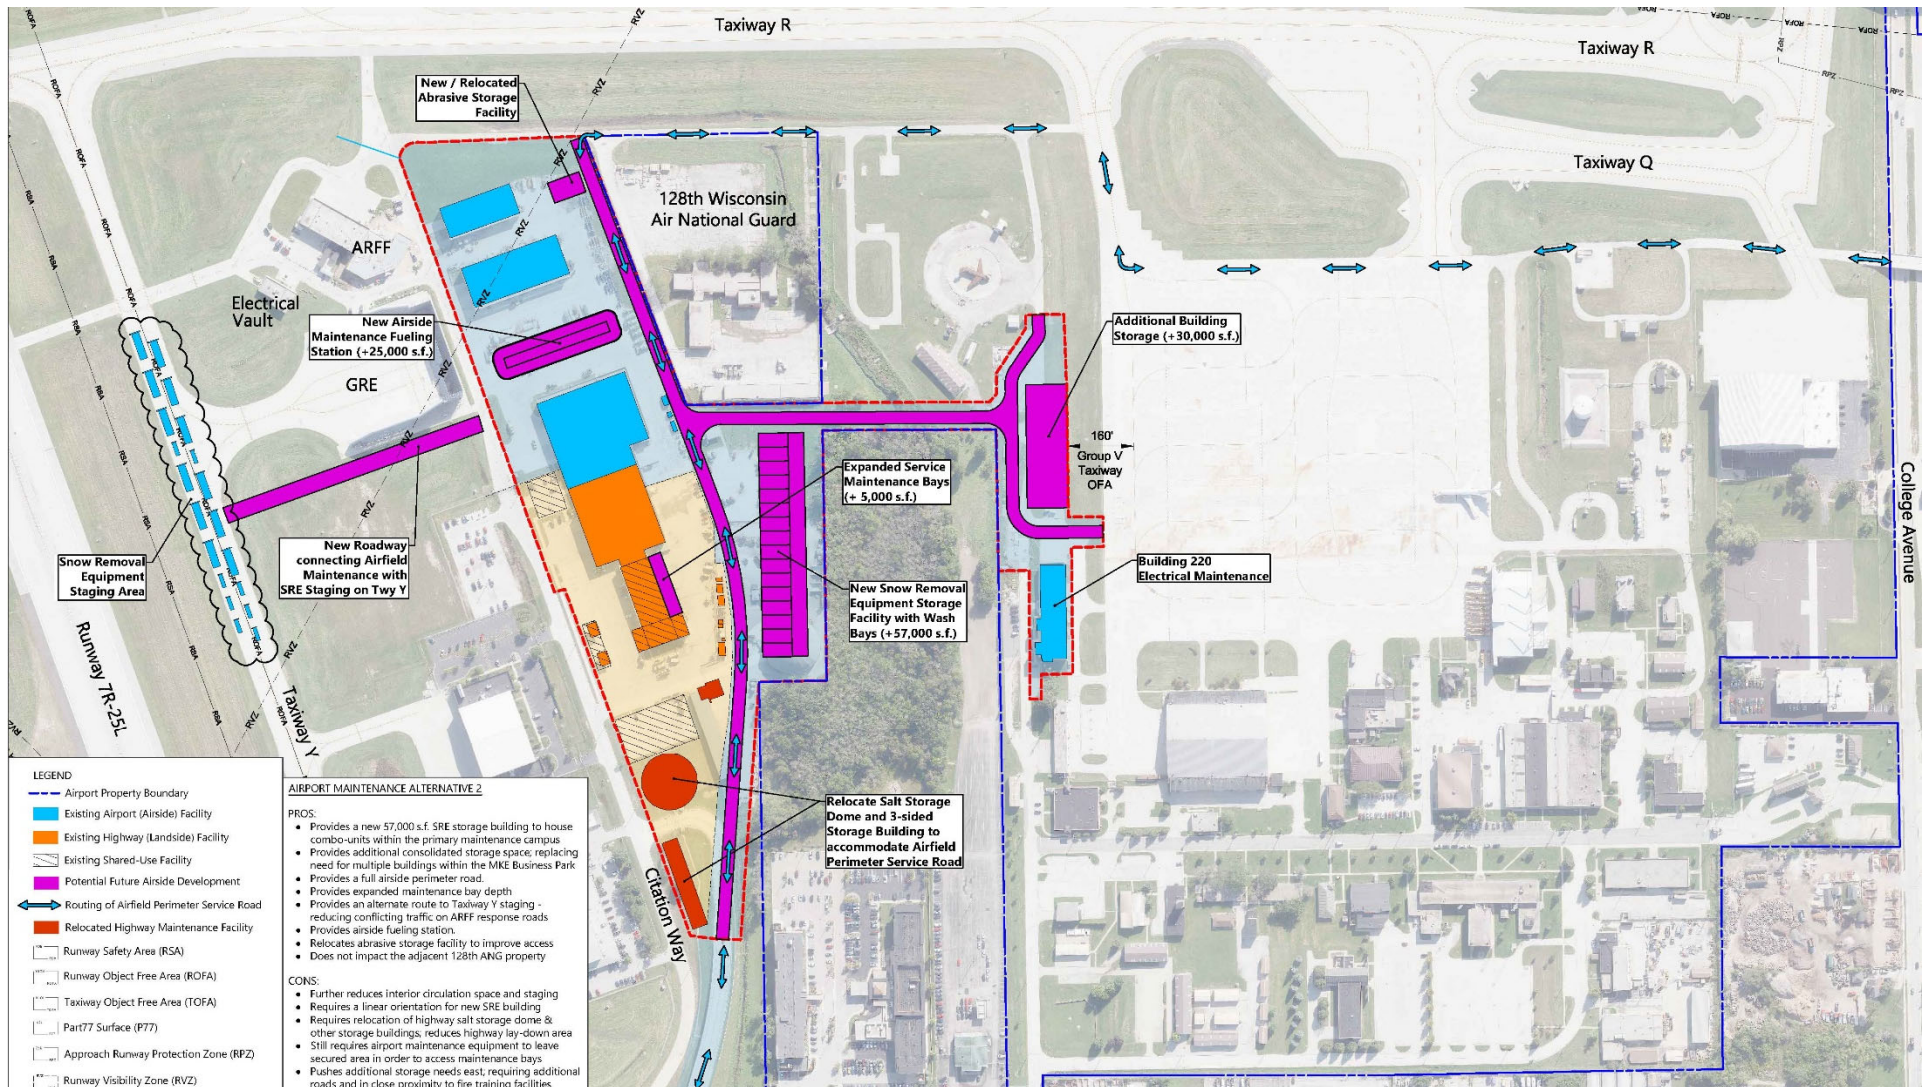 Taxiway R
Taxiway R
Taxiway Q
New / Relocated
Abrasive Storage
Facility
128th Wisconsin
Air National Guard
ARFF
Electrical
Vault
New Airside
Maintenance Fueling
Station (+25,000 s.f.)
GRE
Additional Building
Storage (+30,000 s.f.)
160'
Group V
Taxiway
OFA
Expanded Service
Maintenance Bays
(+ 5,000 s.f.)
College Avenue
Snow Removal
Equipment
Staging Area
New Roadway
connecting Airfield
Maintenance with
SRE Staging on Twy Y
Building 220
Electrical Maintenance
New Snow Removal
Equipment Storage
Facility with Wash
Bays (+57,000 s.f.)
Runway 7R-25L
Taxiway Y
Relocate Salt Storage
Dome and 3-sided
Storage Building to
accommodate Airfield
Perimeter Service Road
Citation Way
ROFA
RSA
RVZ
RPZ
LEGEND
Airport Property Boundary
Existing Airport (Airside) Facility
Existing Highway (Landside) Facility
Existing Shared-Use Facility
Potential Future Airside Development
Routing of Airfield Perimeter Service Road
Relocated Highway Maintenance Facility
Runway Safety Area (RSA)
Runway Object Free Area (ROFA)
Taxiway Object Free Area (TOFA)
Part77 Surface (P77)
Approach Runway Protection Zone (RPZ)
Runway Visibility Zone (RVZ)
AIRPORT MAINTENANCE ALTERNATIVE 2
PROS:
• Provides a new 57,000 s.f. SRE storage building to house
combo-units within the primary maintenance campus
• Provides additional consolidated storage space; replacing
need for multiple buildings within the MKE Business Park
• Provides a full airside perimeter road.
• Provides expanded maintenance bay depth
• Provides an alternate route to Taxiway Y staging -
reducing conflicting traffic on ARFF response roads
• Provides airside fueling station.
• Relocates abrasive storage facility to improve access
• Does not impact the adjacent 128th ANG property
CONS:
• Further reduces interior circulation space and staging
• Requires a linear orientation for new SRE building
• Requires relocation of highway salt storage dome &
other storage buildings; reduces highway lay-down area
• Still requires airport maintenance equipment to leave
secured area in order to access maintenance bays
• Pushes additional storage needs east; requiring additional
roads and in close proximity to fire training facilities